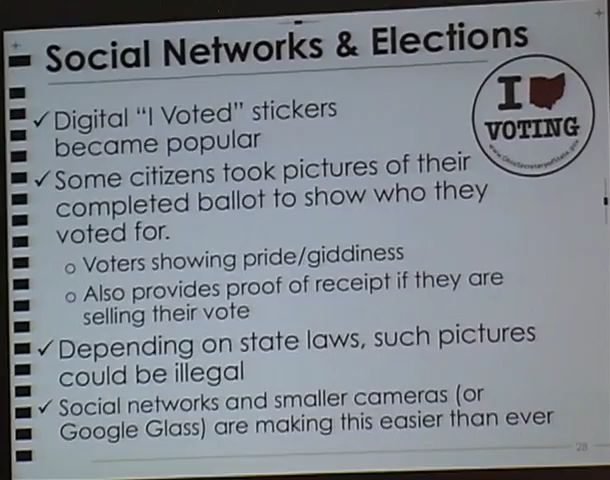 Social Networks & Elections
I
VOTING
www.OhioSecretaryofState.gov
✓ Digital “I Voted” stickers
became popular
✓ Some citizens took pictures of their
completed ballot to show who they
voted for.
o Voters showing pride/giddiness
o Also provides proof of receipt if they are
selling their vote
✓ Depending on state laws, such pictures
could be illegal
✓ Social networks and smaller cameras (or
Google Glass) are making this easier than ever
28